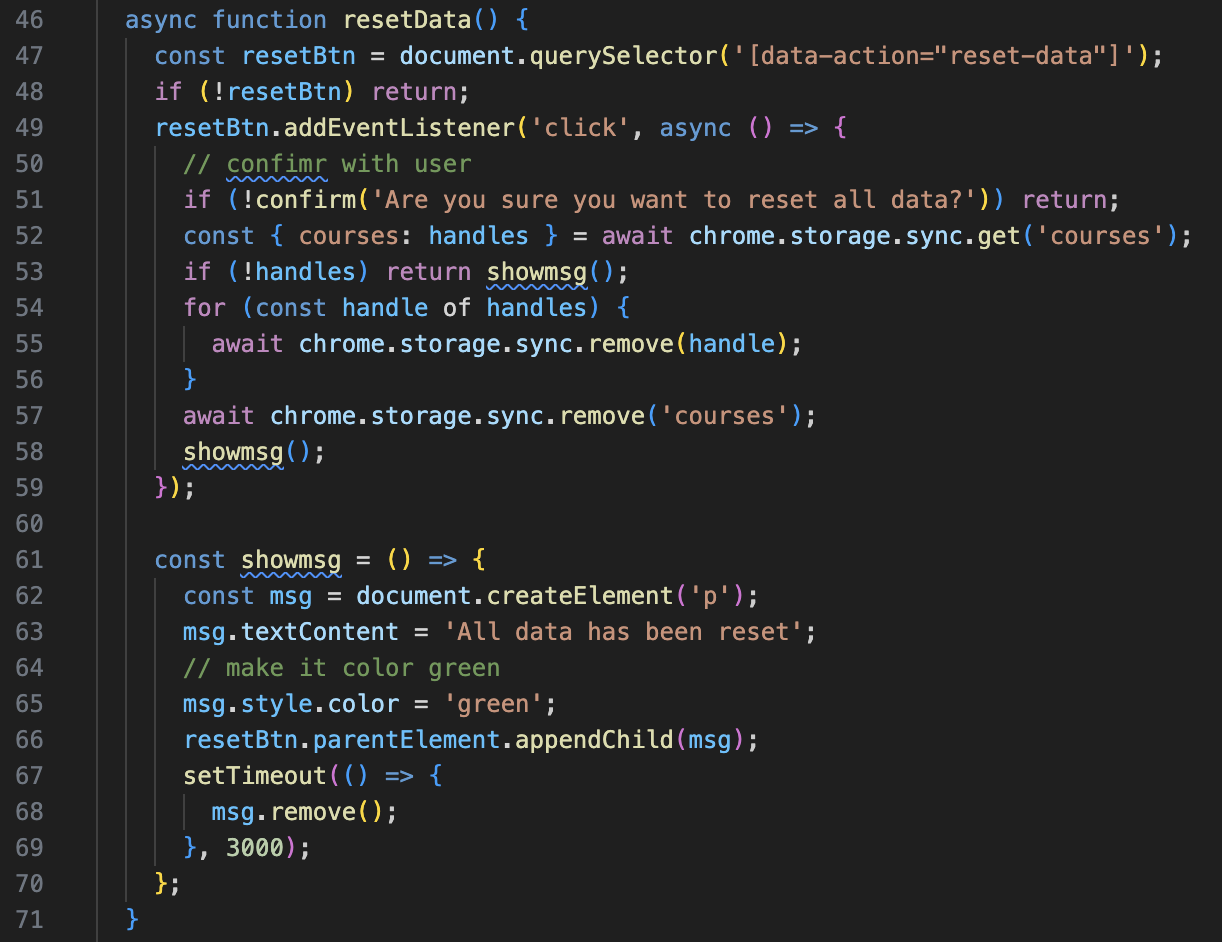 46 async function resetData() {
47 const resetBtn = document.querySelector('[data-action="reset-data"]');
48 if (!resetBtn) return;
49 resetBtn.addEventListener('click', async () => {
50 // confimr with user
51 if (!confirm('Are you sure you want to reset all data?')) return;
52 const { courses: handles } = await chrome.storage.sync.get('courses');
53 if (!handles) return showmsg();
54 for (const handle of handles) {
55 await chrome.storage.sync.remove(handle);
56 }
57 await chrome.storage.sync.remove('courses');
58 showmsg();
59 });
60
61 const showmsg = () => {
62 const msg = document.createElement('p');
63 msg.textContent = 'All data has been reset';
64 // make it color green
65 msg.style.color = 'green';
66 resetBtn.parentElement.appendChild(msg);
67 setTimeout(() => {
68 msg.remove();
69 }, 3000);
70 };
71 }